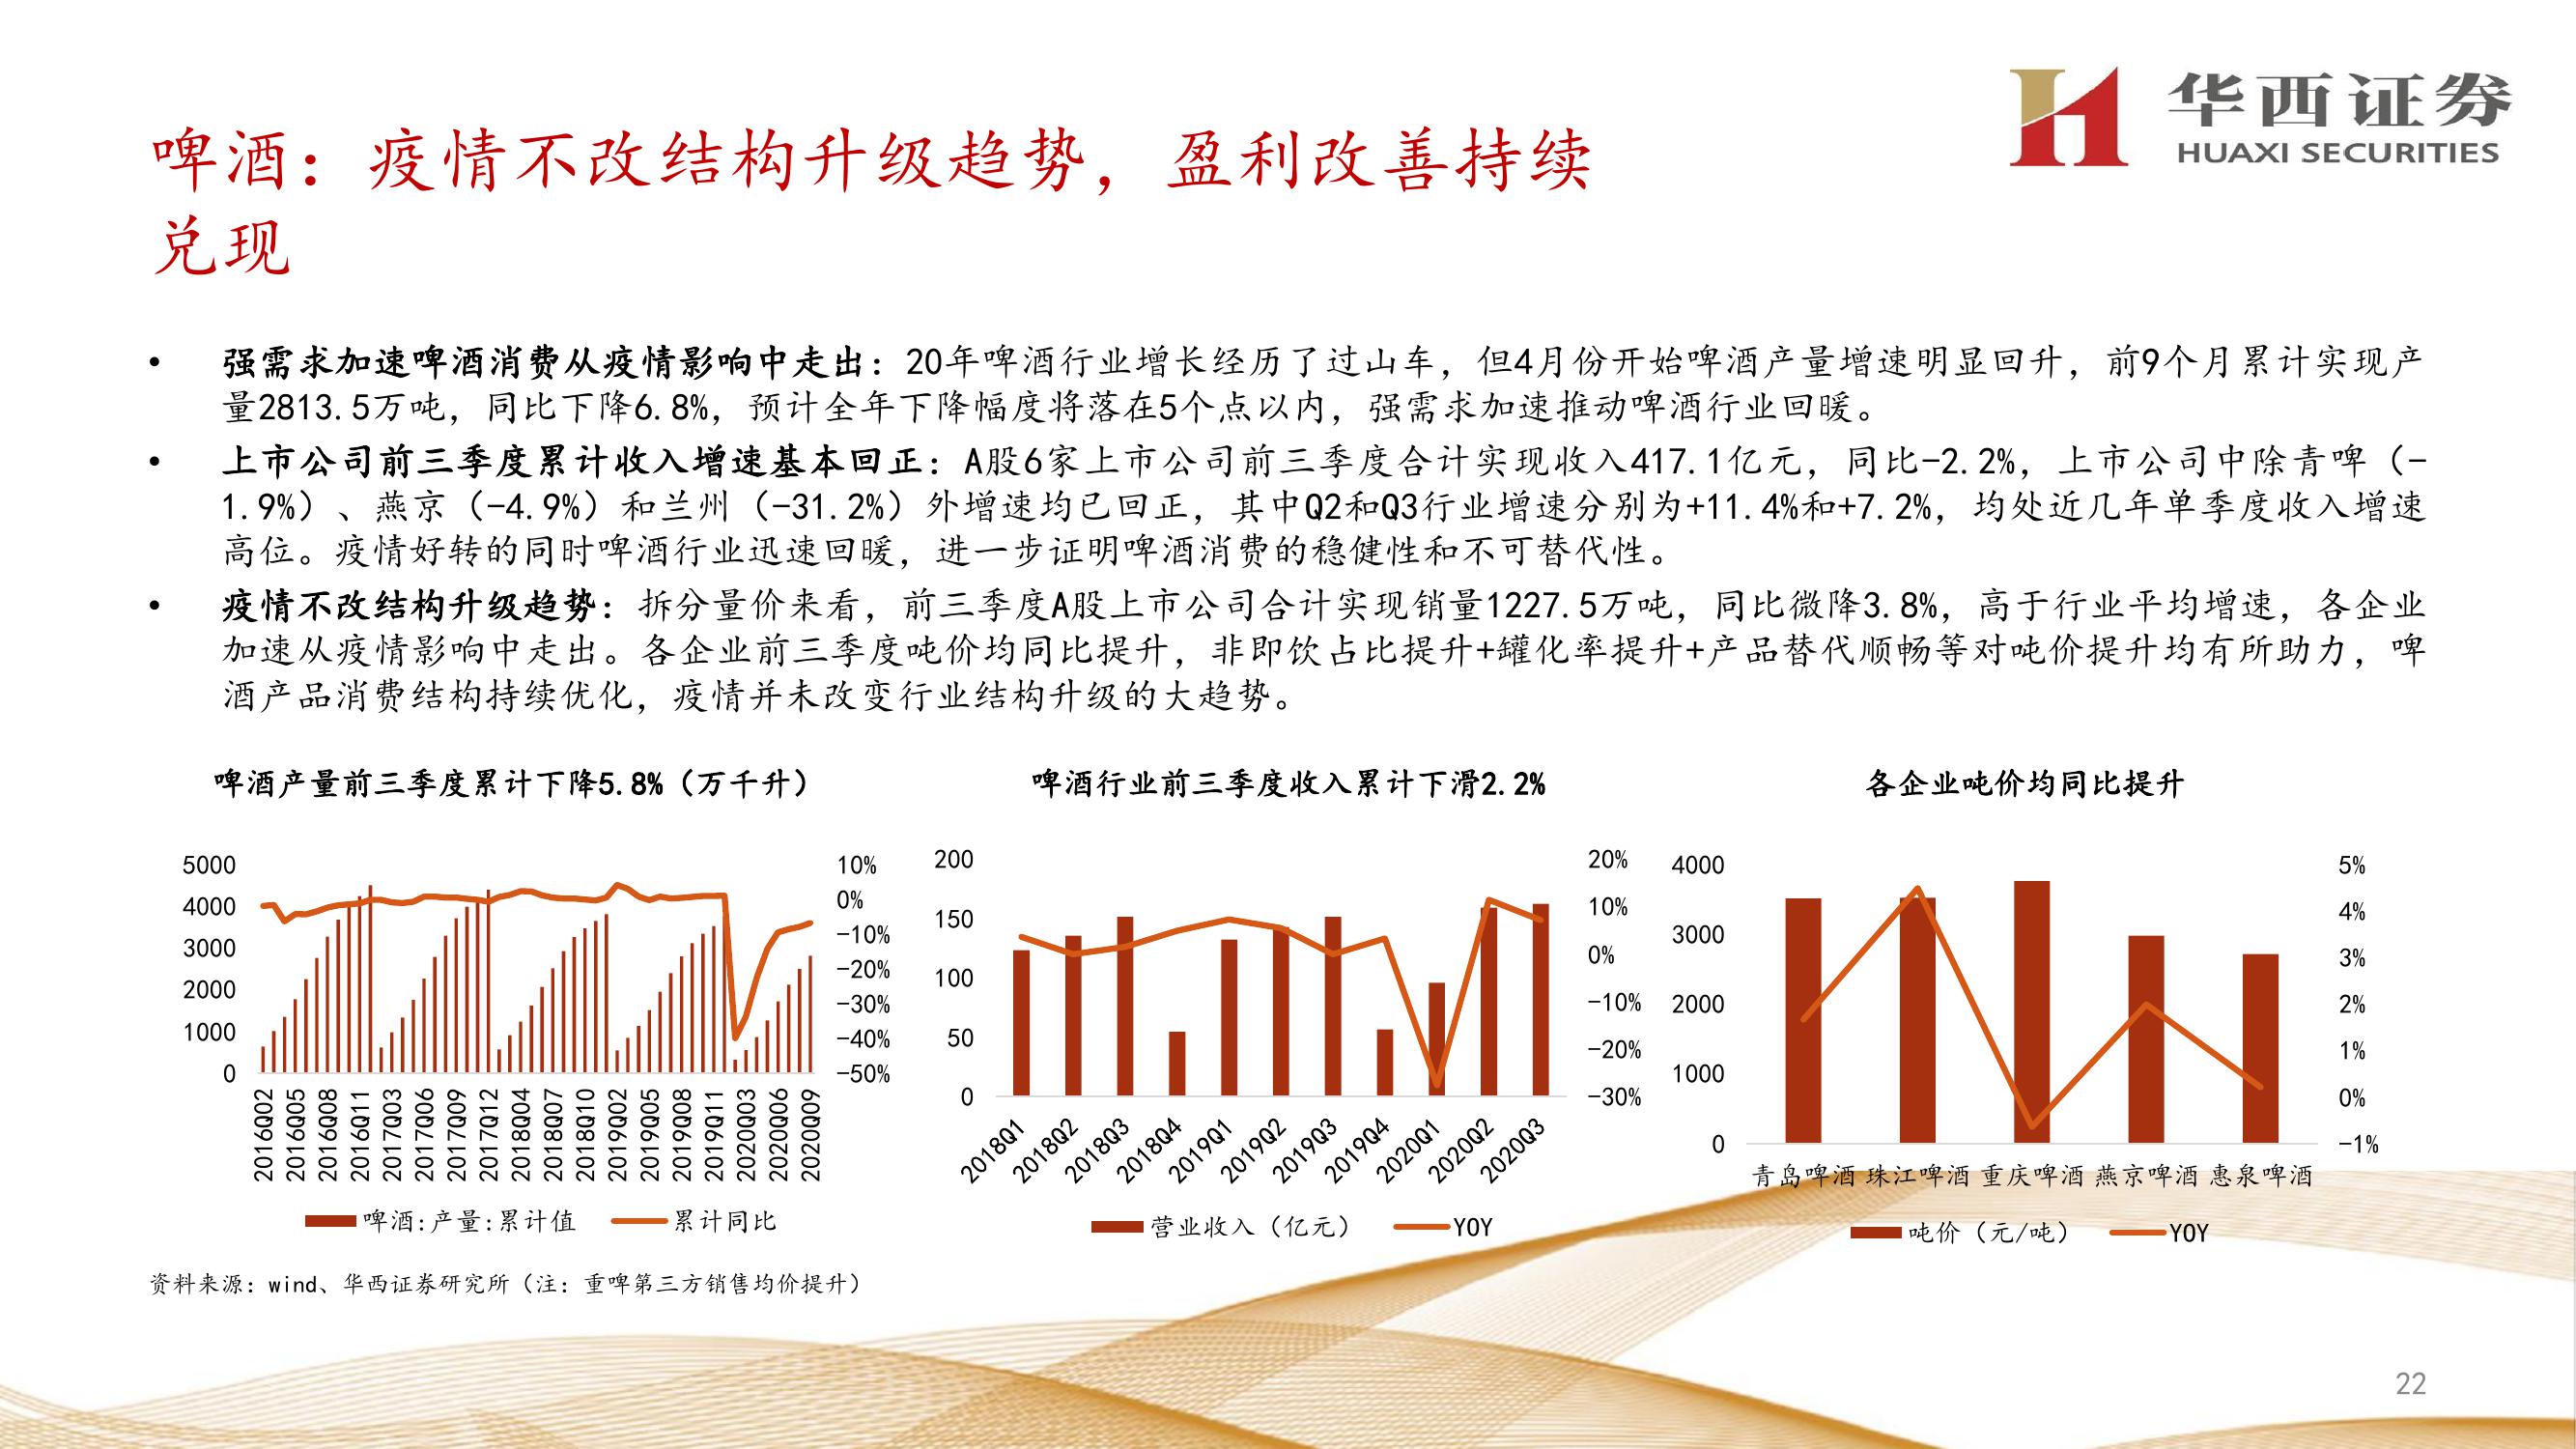 华西证券
HUAXI SECURITIES
啤酒：疫情不改结构升级趋势，盈利改善持续
兑现
• 强需求加速啤酒消费从疫情影响中走出：20年啤酒行业增长经历了过山车，但4月份开始啤酒产量增速明显回升，前9个月累计实现产
量2813.5万吨，同比下降6.8%，预计全年下降幅度将落在5个点以内，强需求加速推动啤酒行业回暖。
• 上市公司前三季度累计收入增速基本回正：A股6家上市公司前三季度合计实现收入417.1亿元，同比-2.2%，上市公司中除青啤（-
1.9%）、燕京（-4.9%）和兰州（-31.2%）外增速均已回正，其中Q2和Q3行业增速分别为+11.4%和+7.2%，均处近几年单季度收入增速
高位。疫情好转的同时啤酒行业迅速回暖，进一步证明啤酒消费的稳健性和不可替代性。
• 疫情不改结构升级趋势：拆分量价来看，前三季度A股上市公司合计实现销量1227.5万吨，同比微降3.8%，高于行业平均增速，各企业
加速从疫情影响中走出。各企业前三季度吨价均同比提升，非即饮占比提升+罐化率提升+产品替代顺畅等对吨价提升均有所助力，啤
酒产品消费结构持续优化，疫情并未改变行业结构升级的大趋势。
啤酒产量前三季度累计下降5.8%（万千升）
5000
4000
3000
2000
1000
0
10%
0%
-10%
-20%
-30%
-40%
-50%
2016Q02
2016Q05
2016Q08
2016Q11
2017Q03
2017Q06
2017Q09
2017Q12
2018Q04
2018Q07
2018Q10
2019Q02
2019Q05
2019Q08
2019Q11
2020Q03
2020Q06
2020Q09
啤酒:产量:累计值
累计同比
啤酒行业前三季度收入累计下滑2.2%
200
150
100
50
0
20%
10%
0%
-10%
-20%
-30%
2018Q1
2018Q2
2018Q3
2018Q4
2019Q1
2019Q2
2019Q3
2019Q4
2020Q1
2020Q2
2020Q3
营业收入（亿元）
YOY
各企业吨价均同比提升
4000
3000
2000
1000
0
5%
4%
3%
2%
1%
0%
-1%
青岛啤酒 珠江啤酒 重庆啤酒 燕京啤酒 惠泉啤酒
吨价（元/吨）
YOY
资料来源：wind、华西证券研究所（注：重啤第三方销售均价提升）
22